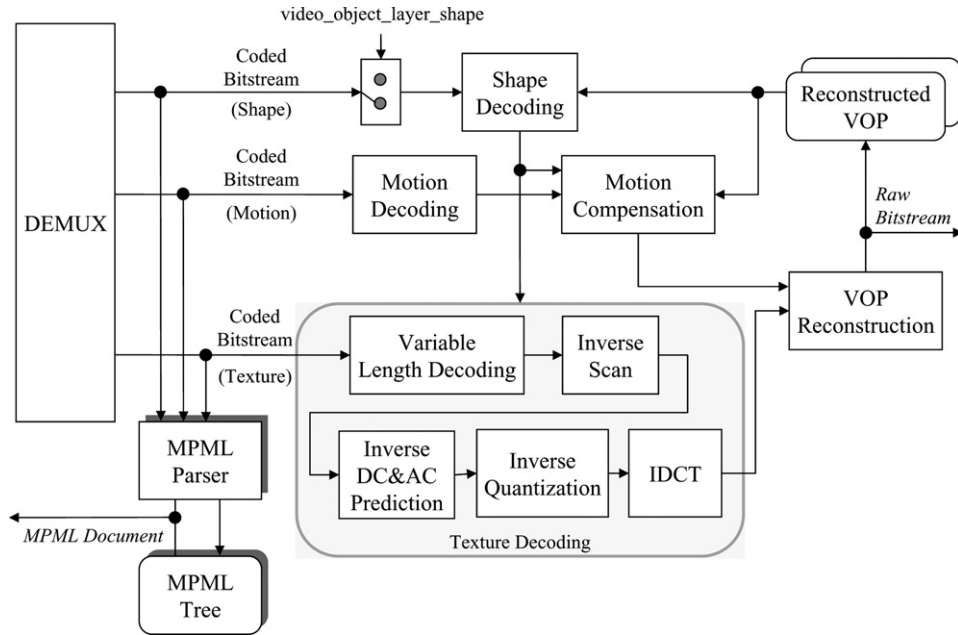 video_object_layer_shape
Coded
Bitstream
(Shape)
Shape
Decoding
Reconstructed
VOP
DEMUX
Coded
Bitstream
(Motion)
Motion
Decoding
Motion
Compensation
Raw
Bitstream
VOP
Reconstruction
Coded
Bitstream
(Texture)
Variable
Length Decoding
Inverse
Scan
MPML
Parser
Inverse
DC&AC
Prediction
Inverse
Quantization
IDCT
MPML Document
Texture Decoding
MPML
Tree